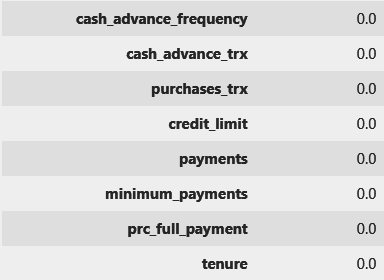 cash_advance_frequency 0.0
cash_advance_trx 0.0
purchases_trx 0.0
credit_limit 0.0
payments 0.0
minimum_payments 0.0
prc_full_payment 0.0
tenure 0.0